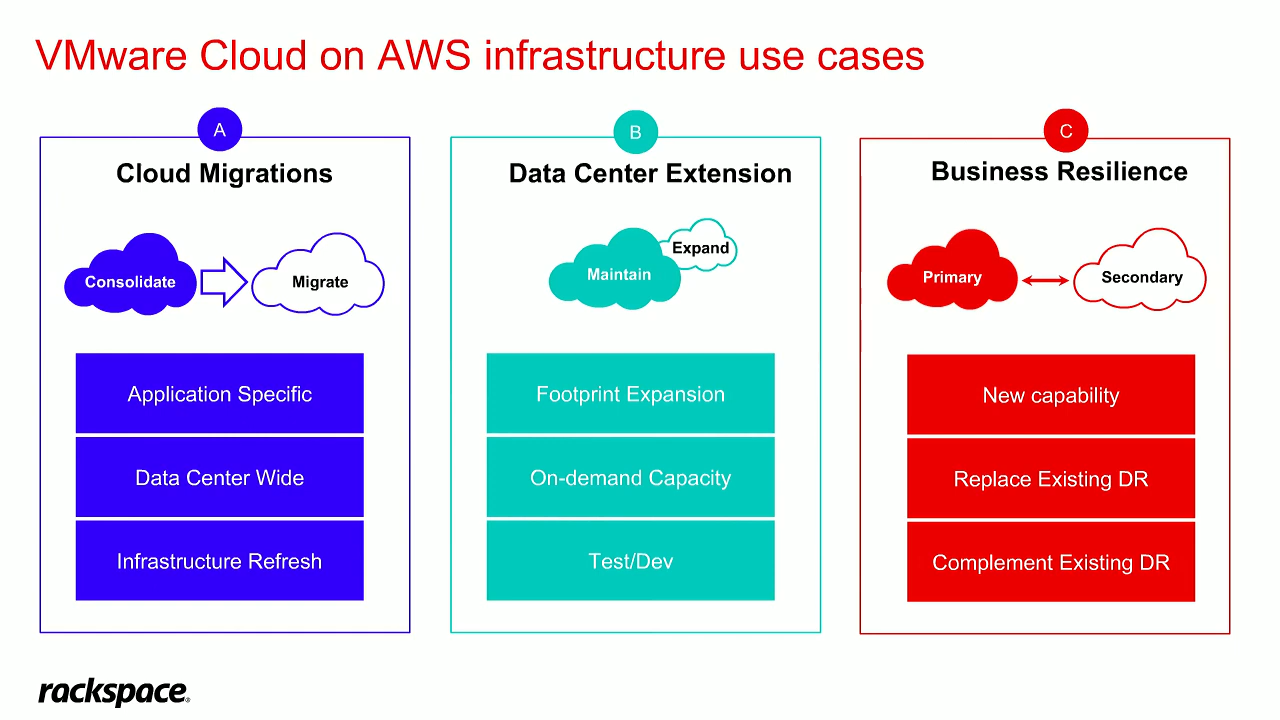 VMware Cloud on AWS infrastructure use cases
A
Cloud Migrations
Consolidate
Migrate
Application Specific
Data Center Wide
Infrastructure Refresh
B
Data Center Extension
Maintain
Expand
Footprint Expansion
On-demand Capacity
Test/Dev
C
Business Resilience
Primary
Secondary
New capability
Replace Existing DR
Complement Existing DR
rackspace®